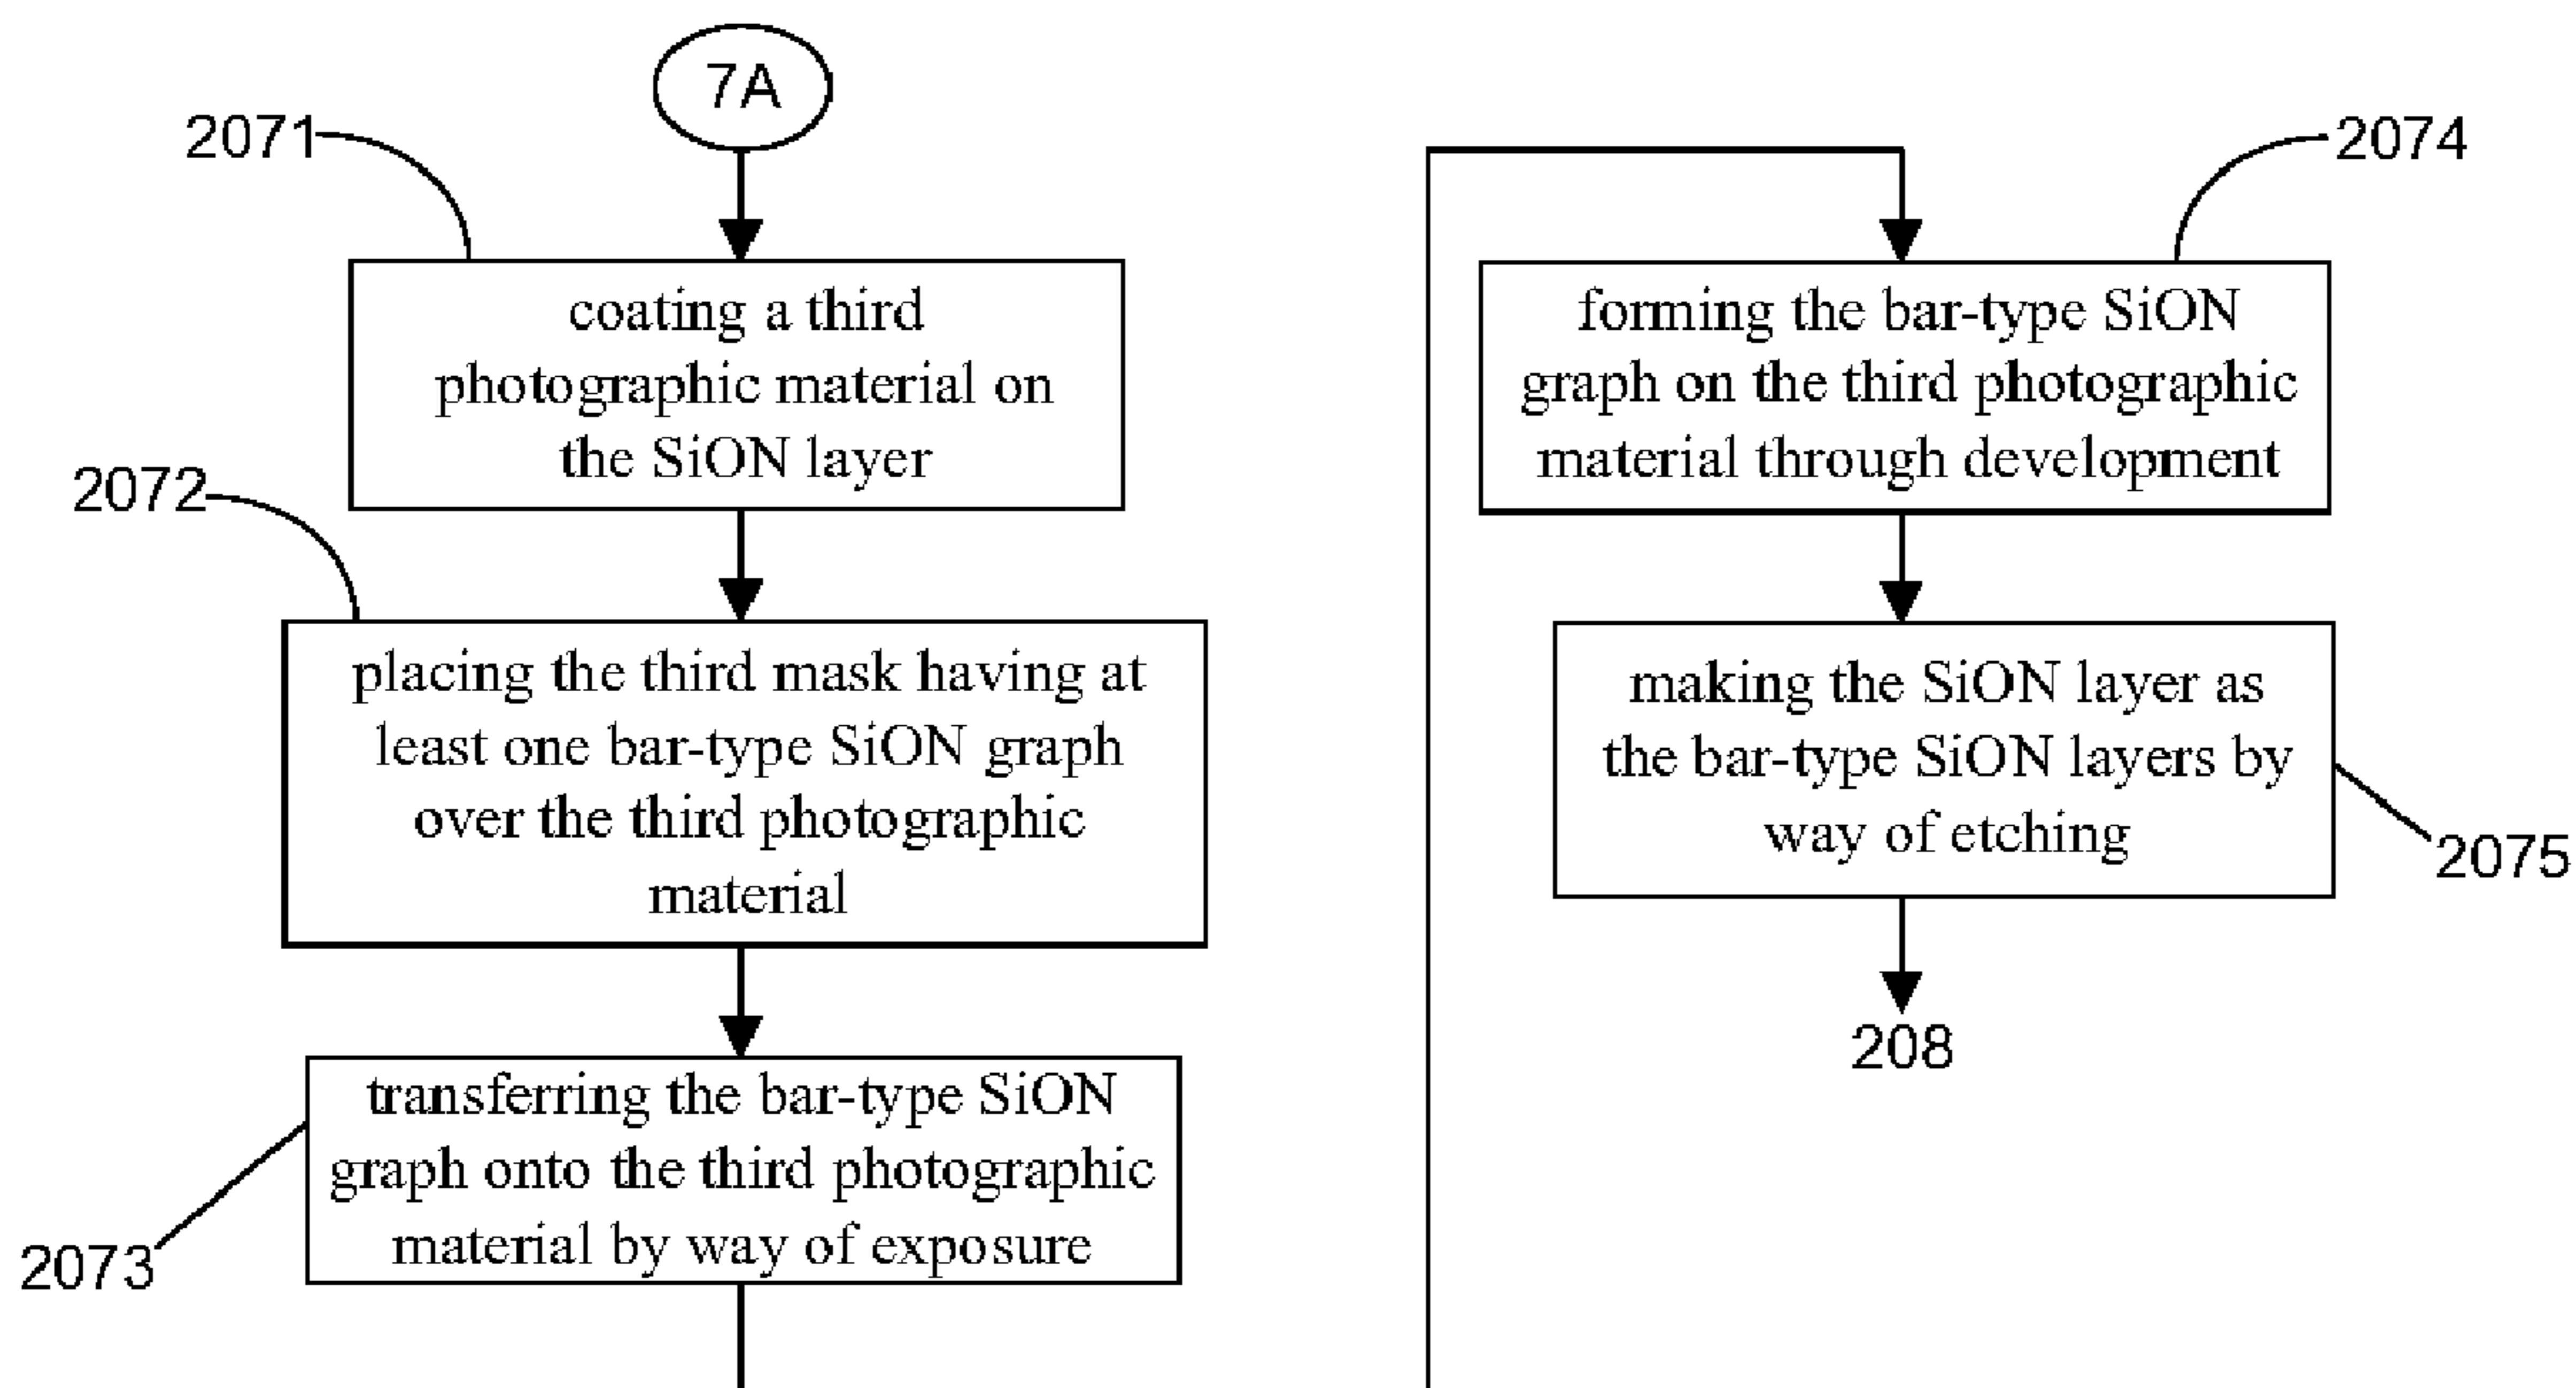 7A
2071
coating a third
photographic material on
the SiON layer
2072
placing the third mask having at
least one bar-type SiON graph
over the third photographic
material
2073
transferring the bar-type SiON
graph onto the third photographic
material by way of exposure
2074
forming the bar-type SiON
graph on the third photographic
material through development
making the SiON layer as
the bar-type SiON layers by
way of etching
2075
208